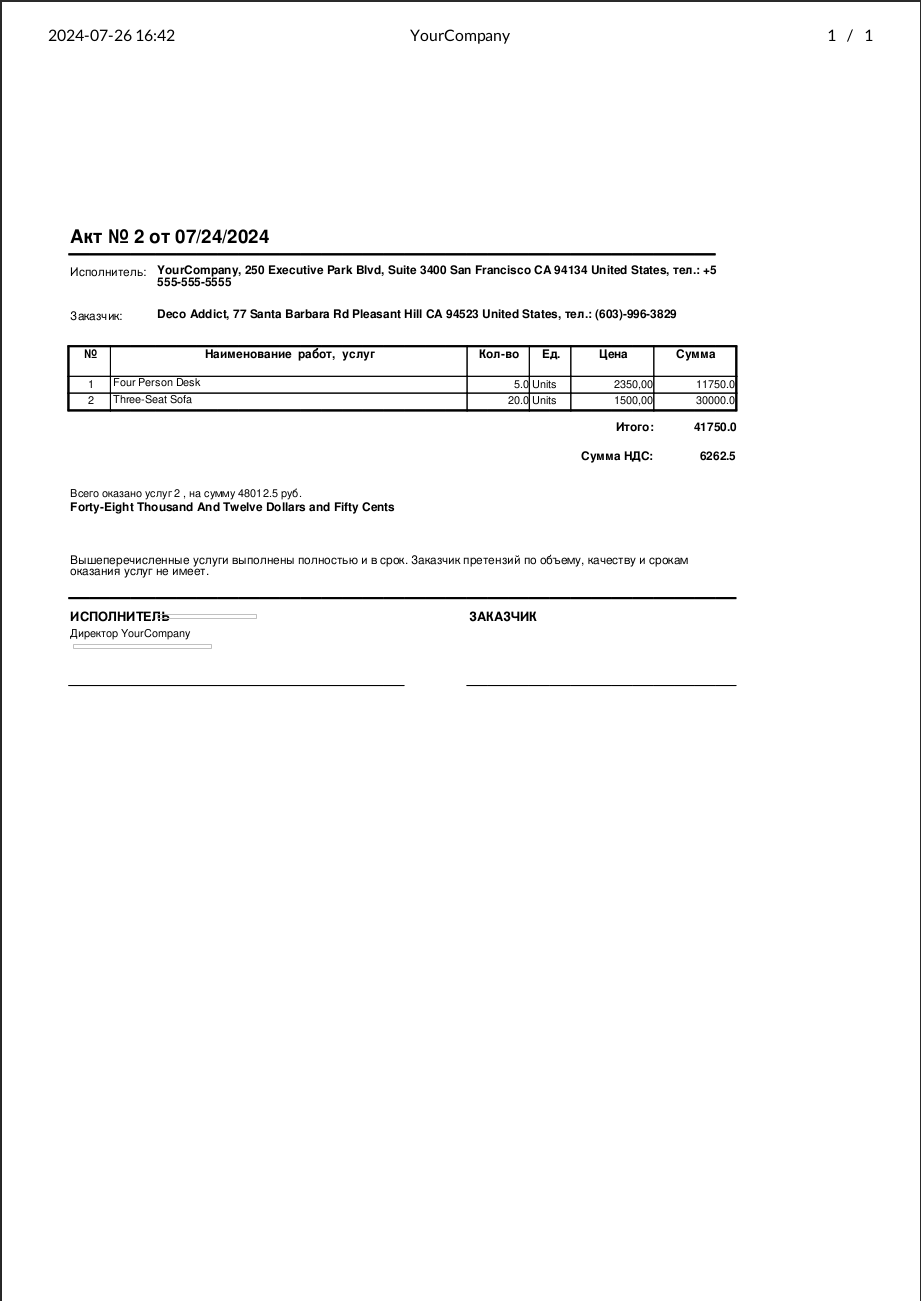 2024-07-26 16:42 YourCompany 1 / 1
Акт № 2 от 07/24/2024
Исполнитель: YourCompany, 250 Executive Park Blvd, Suite 3400 San Francisco CA 94134 United States, тел.: +5
555-555-5555
Заказчик: Deco Addict, 77 Santa Barbara Rd Pleasant Hill CA 94523 United States, тел.: (603)-996-3829
№ Наименование работ, услуг Кол-во Ед. Цена Сумма
1 Four Person Desk 5.0 Units 2350,00 11750.0
2 Three-Seat Sofa 20.0 Units 1500,00 30000.0
Итого: 41750.0
Сумма НДС: 6262.5
Всего оказано услуг 2 , на сумму 48012.5 руб.
Forty-Eight Thousand And Twelve Dollars and Fifty Cents
Вышеперечисленные услуги выполнены полностью и в срок. Заказчик претензий по объему, качеству и срокам
оказания услуг не имеет.
ИСПОЛНИТЕЛЬ ЗАКАЗЧИК
Директор YourCompany